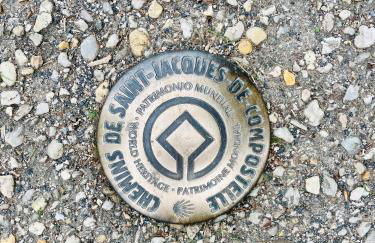 CHEMINS DE SAINT-JACQUES DE COMPOSTELLE
PATRIMONIO MUNDIAL
WORLD HERITAGE • PATRIMOINE MONDIAL